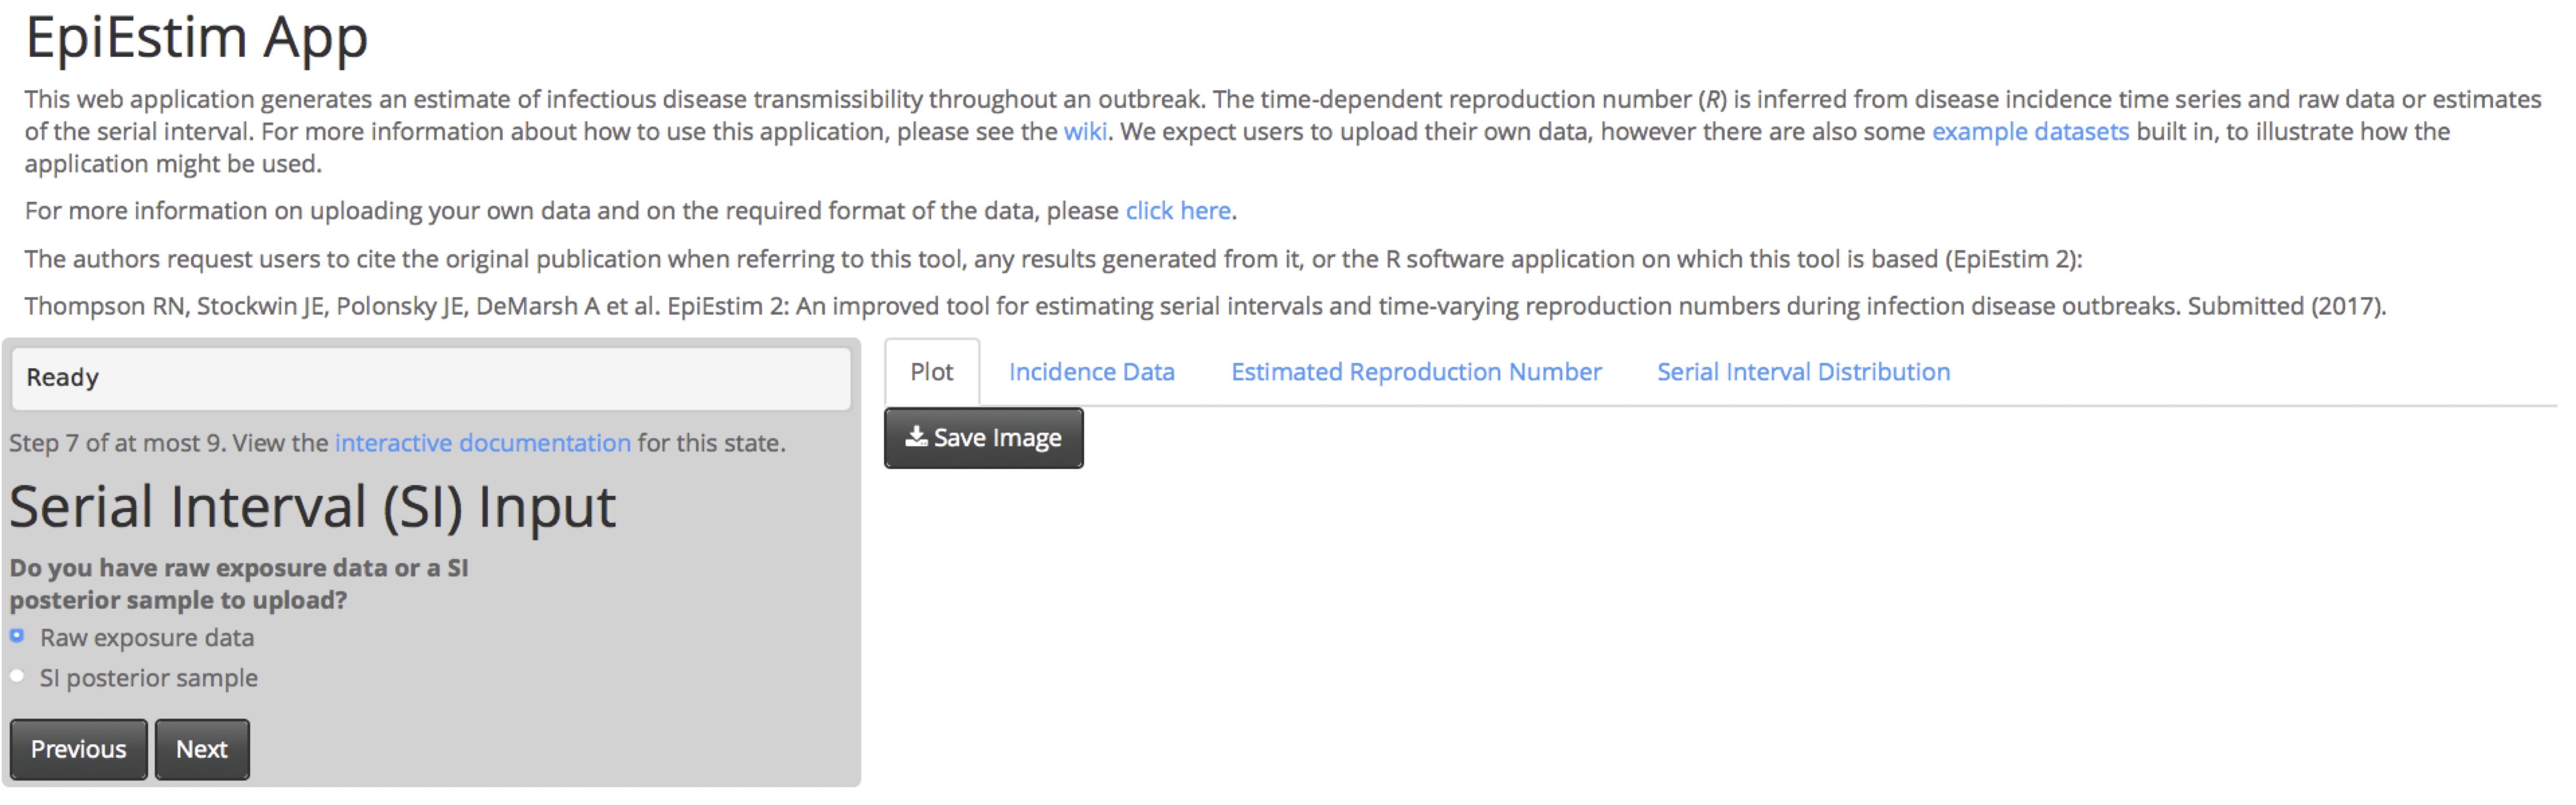 EpiEstim App
This web application generates an estimate of infectious disease transmissibility throughout an outbreak. The time-dependent reproduction number (R) is inferred from disease incidence time series and raw data or estimates
of the serial interval. For more information about how to use this application, please see the wiki. We expect users to upload their own data, however there are also some example datasets built in, to illustrate how the
application might be used.
For more information on uploading your own data and on the required format of the data, please click here.
The authors request users to cite the original publication when referring to this tool, any results generated from it, or the R software application on which this tool is based (EpiEstim 2):
Thompson RN, Stockwin JE, Polonsky JE, DeMarsh A et al. EpiEstim 2: An improved tool for estimating serial intervals and time-varying reproduction numbers during infection disease outbreaks. Submitted (2017).
Ready
Step 7 of at most 9. View the interactive documentation for this state.
Serial Interval (SI) Input
Do you have raw exposure data or a SI
posterior sample to upload?
Raw exposure data
SI posterior sample
Previous Next
Plot Incidence Data Estimated Reproduction Number Serial Interval Distribution
Save Image